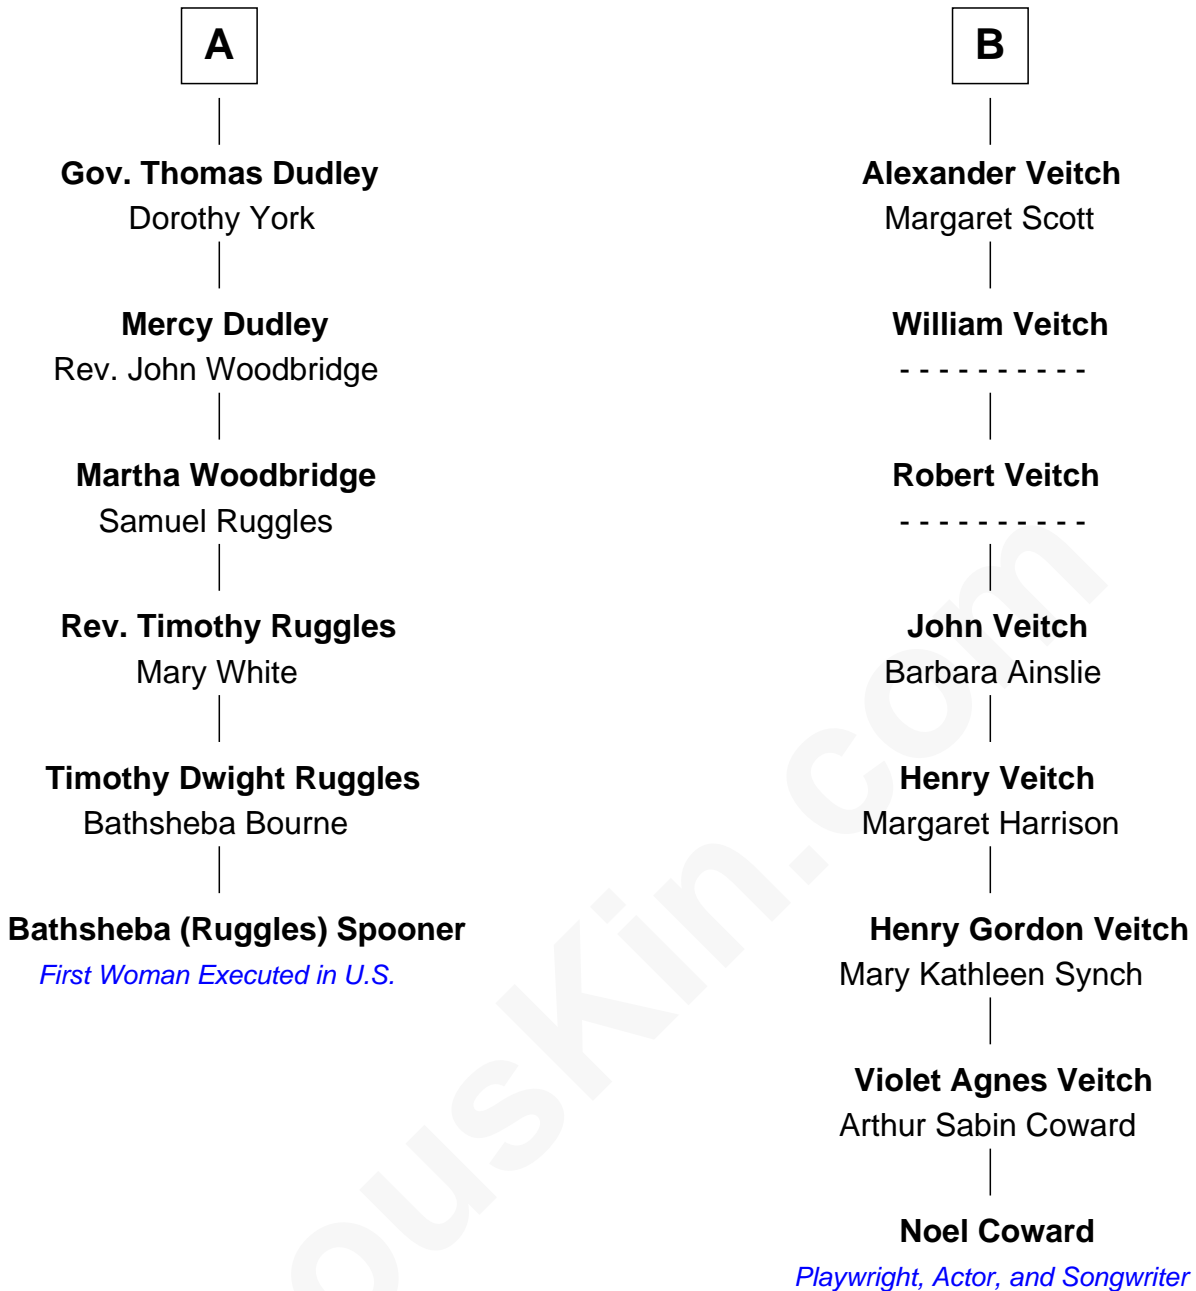 A
Gov. Thomas Dudley
Dorothy York
Mercy Dudley
Rev. John Woodbridge
Martha Woodbridge
Samuel Ruggles
Rev. Timothy Ruggles
Mary White
Timothy Dwight Ruggles
Bathsheba Bourne
Bathsheba (Ruggles) Spooner
First Woman Executed in U.S.
B
Alexander Veitch
Margaret Scott
William Veitch
- - - - - - - - - -
Robert Veitch
- - - - - - - - - -
John Veitch
Barbara Ainslie
Henry Veitch
Margaret Harrison
Henry Gordon Veitch
Mary Kathleen Synch
Violet Agnes Veitch
Arthur Sabin Coward
Noel Coward
Playwright, Actor, and Songwriter
ousKin.com